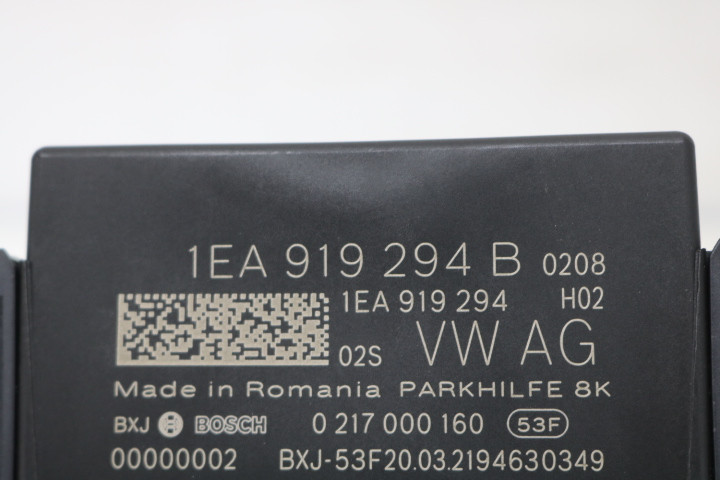 1EA 919 294 B 0208
1EA 919 294 H02
02S VW AG
Made in Romania PARKHILFE 8K
BXJ BOSCH 0 217 000 160 53F
00000002 BXJ-53F20.03.2194630349